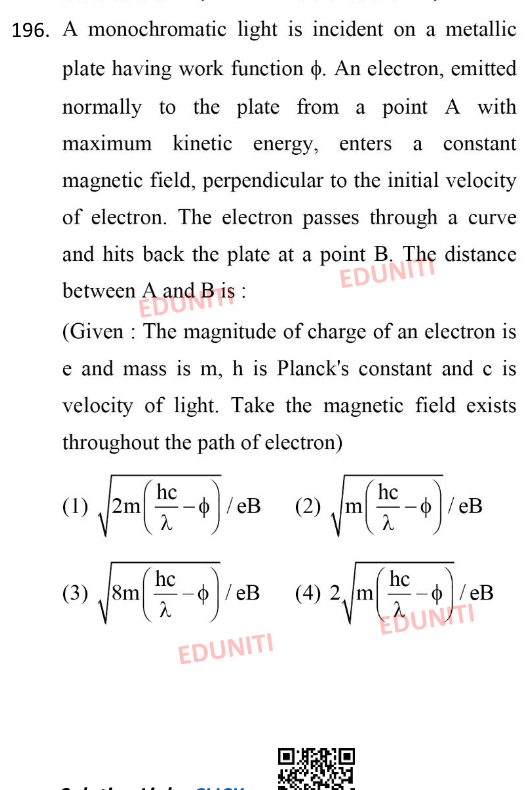 196. A monochromatic light is incident on a metallic
plate having work function ϕ. An electron, emitted
normally to the plate from a point A with
maximum kinetic energy, enters a constant
magnetic field, perpendicular to the initial velocity
of electron. The electron passes through a curve
and hits back the plate at a point B. The distance
EDUNITI
between A and B is :
EDUNITI
(Given : The magnitude of charge of an electron is
e and mass is m, h is Planck's constant and c is
velocity of light. Take the magnetic field exists
throughout the path of electron)
(1) √(2m(hc/λ − ϕ)) / eB (2) √(m(hc/λ − ϕ)) / eB
(3) √(8m(hc/λ − ϕ)) / eB (4) 2√(m(hc/λ − ϕ)) / eB
EDUNITI
EDUNITI